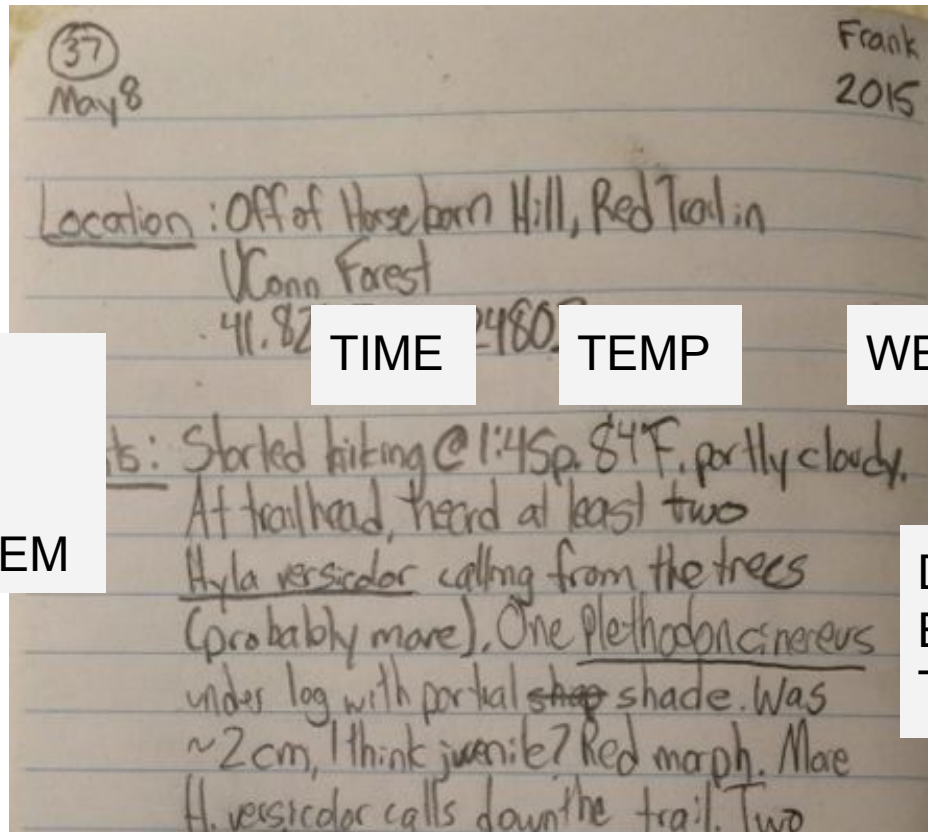 37
Frank
May 8
2015
Location: Off of Horsebarn Hill, Red Trail in
UConn Forest
41.82
TIME
2480
TEMP
WE
ts: Started hiking @ 1:45p. 84°F, partly cloudy.
At trailhead, heard at least two
EM
Hyla versicolor calling from the trees
(probably more). One Plethodon cinereus
under log with partial shap shade. Was
~2cm, I think juvenile? Red morph. More
H. versicolor calls down the trail. Two